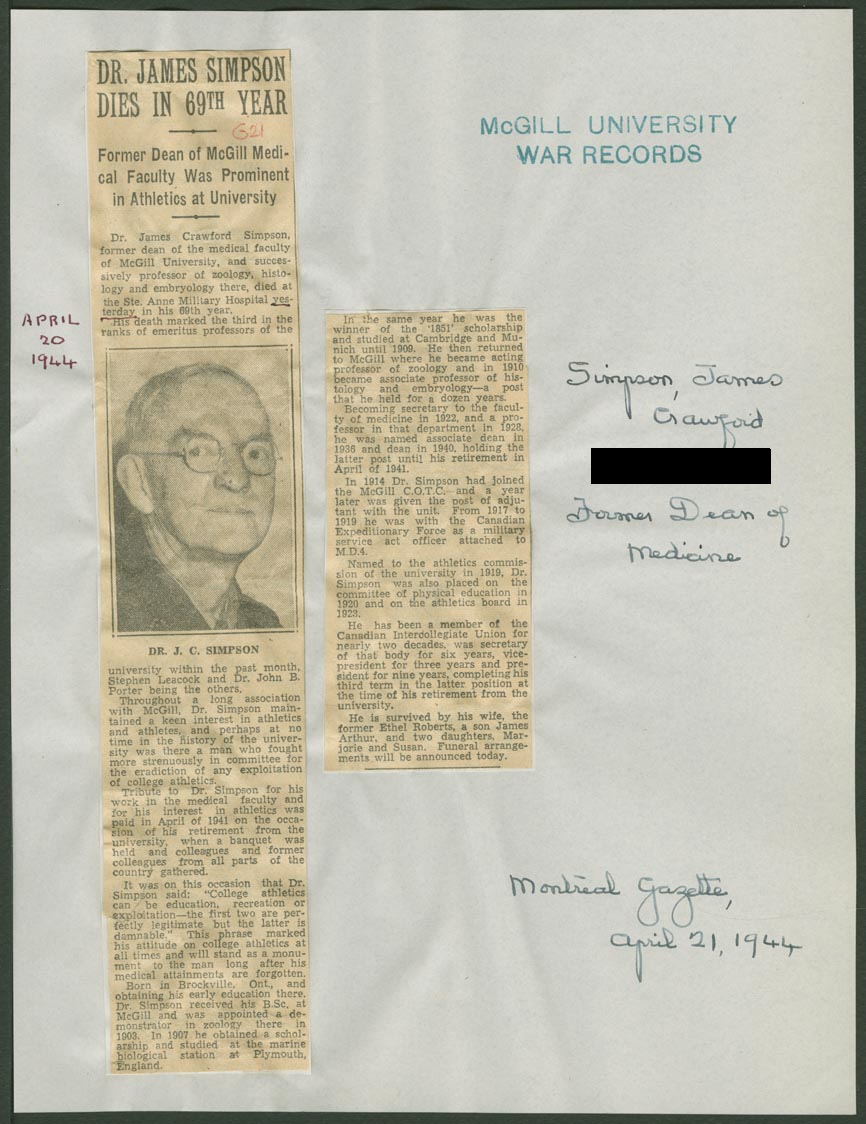 DR. JAMES SIMPSON
DIES IN 69TH YEAR
G21
Former Dean of McGill Medi-
cal Faculty Was Prominent
in Athletics at University
Dr. James Crawford Simpson,
former dean of the medical faculty
of McGill University, and succes-
sively professor of zoology, histo-
logy and embryology there, died at
the Ste. Anne Military Hospital yes-
terday in his 69th year.
His death marked the third in the
ranks of emeritus professors of the
DR. J. C. SIMPSON
university within the past month,
Stephen Leacock and Dr. John B.
Porter being the others.
Throughout a long association
with McGill, Dr. Simpson main-
tained a keen interest in athletics
and athletes, and perhaps at no
time in the history of the univer-
sity was there a man who fought
more strenuously in committee for
the eradiction of any exploitation
of college athletics.
Tribute to Dr. Simpson for his
work in the medical faculty and
for his interest in athletics was
paid in April of 1941 on the occa-
sion of his retirement from the
university, when a banquet was
held and colleagues and former
colleagues from all parts of the
country gathered.
It was on this occasion that Dr.
Simpson said: "College athletics
can be education, recreation or
exploitation—the first two are per-
fectly legitimate but the latter is
damnable." This phrase marked
his attitude on college athletics at
all times and will stand as a monu-
ment to the man long after his
medical attainments are forgotten.
Born in Brockville, Ont., and
obtaining his early education there,
Dr. Simpson received his B.Sc. at
McGill and was appointed a de-
monstrator in zoology there in
1903. In 1907 he obtained a schol-
arship and studied at the marine
biological station at Plymouth,
England.
In the same year he was the
winner of the '1851' scholarship
and studied at Cambridge and Mu-
nich until 1909. He then returned
to McGill where he became acting
professor of zoology and in 1910
became associate professor of his-
tology and embryology—a post
that he held for a dozen years.
Becoming secretary to the facul-
ty of medicine in 1922, and a pro-
fessor in that department in 1928,
he was named associate dean in
1936 and dean in 1940, holding the
latter post until his retirement in
April of 1941.
In 1914 Dr. Simpson had joined
the McGill C.O.T.C. and a year
later was given the post of adju-
tant with the unit. From 1917 to
1919 he was with the Canadian
Expeditionary Force as a military
service act officer attached to
M.D.4.
Named to the athletics commis-
sion of the university in 1919, Dr.
Simpson was also placed on the
committee of physical education in
1920 and on the athletics board in
1923.
He has been a member of the
Canadian Interdollegiate Union for
nearly two decades, was secretary
of that body for six years, vice-
president for three years and pre-
sident for nine years, completing his
third term in the latter position at
the time of his retirement from the
university.
He is survived by his wife, the
former Ethel Roberts, a son James
Arthur, and two daughters, Mar-
jorie and Susan. Funeral arrange-
ments will be announced today.
APRIL
20
1944
McGILL UNIVERSITY
WAR RECORDS
Simpson, James
Crawford
Former Dean of
Medicine
Montreal Gazette,
April 21, 1944